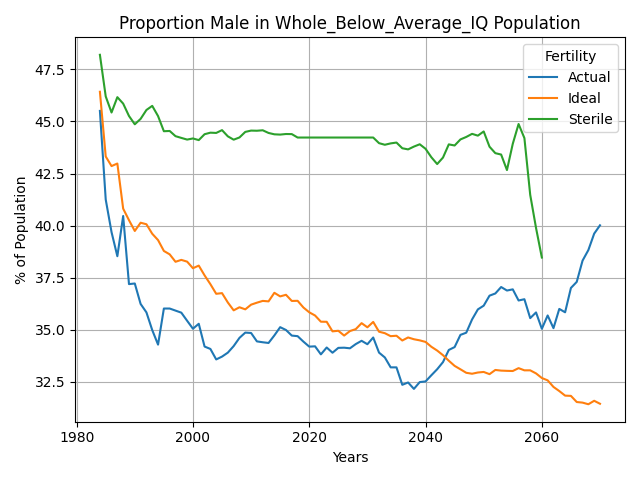 Proportion Male in Whole_Below_Average_IQ Population
Fertility
Actual
Ideal
Sterile
% of Population
47.5
45.0
42.5
40.0
37.5
35.0
32.5
1980
2000
2020
2040
2060
Years